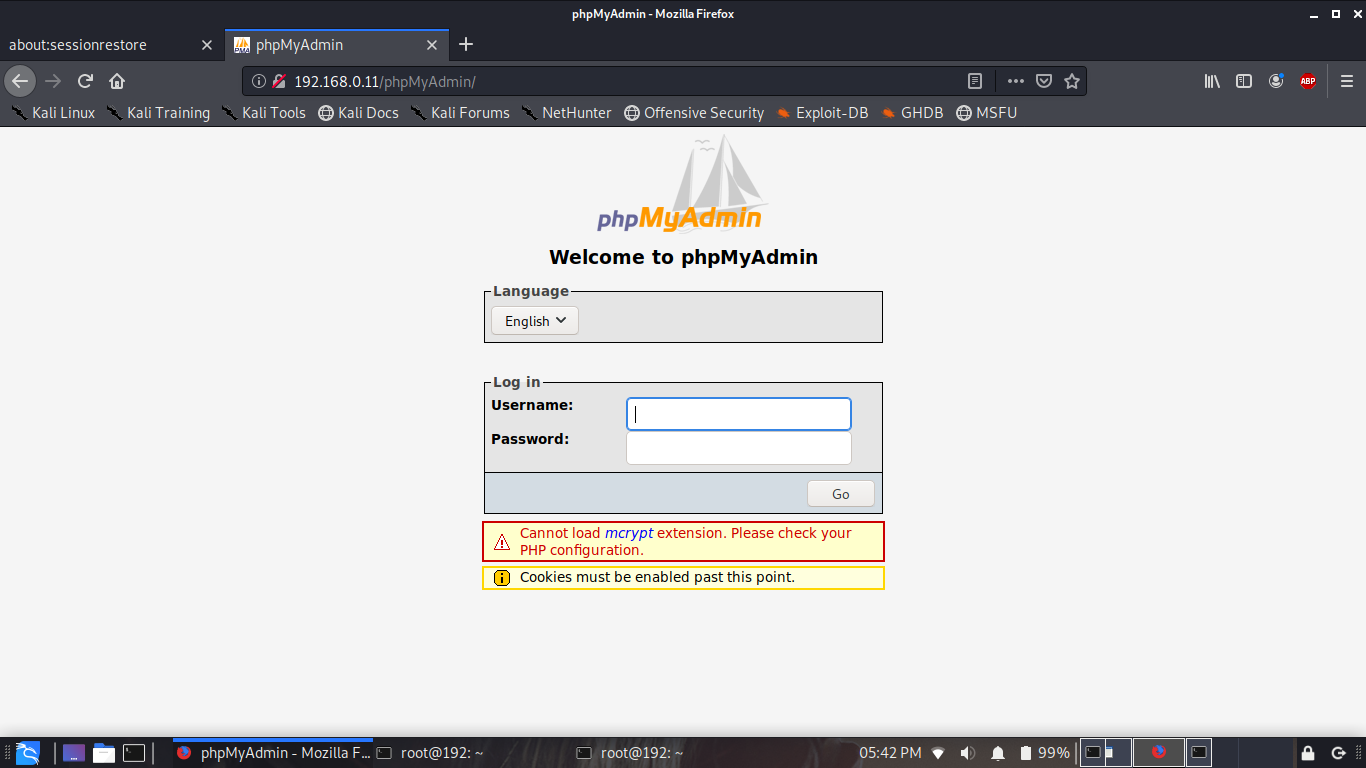 phpMyAdmin - Mozilla Firefox
about:sessionrestore
PMA
phpMyAdmin
192.168.0.11/phpMyAdmin/
ABP
Kali Linux
Kali Training
Kali Tools
Kali Docs
Kali Forums
NetHunter
Offensive Security
Exploit-DB
GHDB
MSFU
phpMyAdmin
Welcome to phpMyAdmin
Language
English
Log in
Username:
Password:
Go
Cannot load mcrypt extension. Please check your
PHP configuration.
Cookies must be enabled past this point.
phpMyAdmin - Mozilla F...
root@192: ~
root@192: ~
05:42 PM
99%